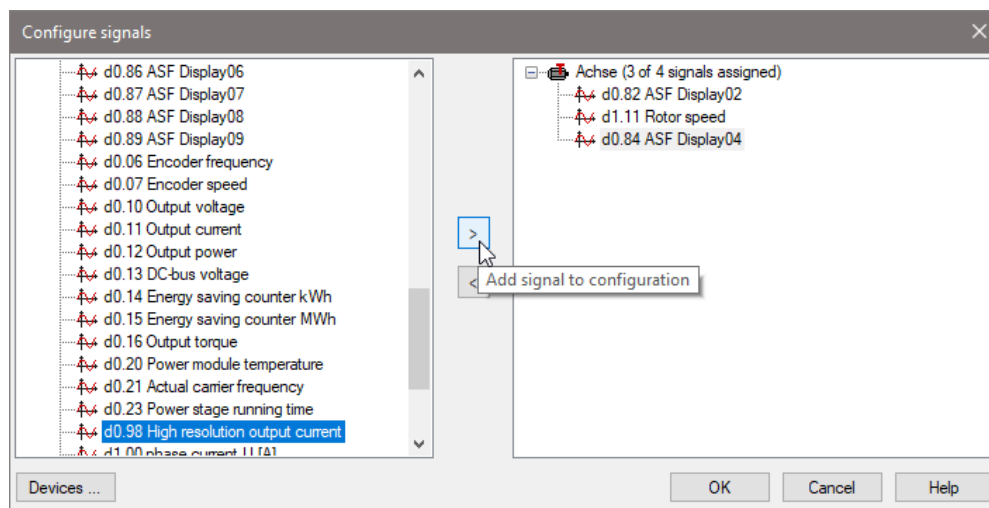 Configure signals
d0.86 ASF Display06
d0.87 ASF Display07
d0.88 ASF Display08
d0.89 ASF Display09
d0.06 Encoder frequency
d0.07 Encoder speed
d0.10 Output voltage
d0.11 Output current
d0.12 Output power
d0.13 DC-bus voltage
d0.14 Energy saving counter kWh
d0.15 Energy saving counter MWh
d0.16 Output torque
d0.20 Power module temperature
d0.21 Actual carrier frequency
d0.23 Power stage running time
d0.98 High resolution output current
d1.00 phase current U [A]
>
<
Add signal to configuration
Achse (3 of 4 signals assigned)
d0.82 ASF Display02
d1.11 Rotor speed
d0.84 ASF Display04
Devices ...
OK
Cancel
Help